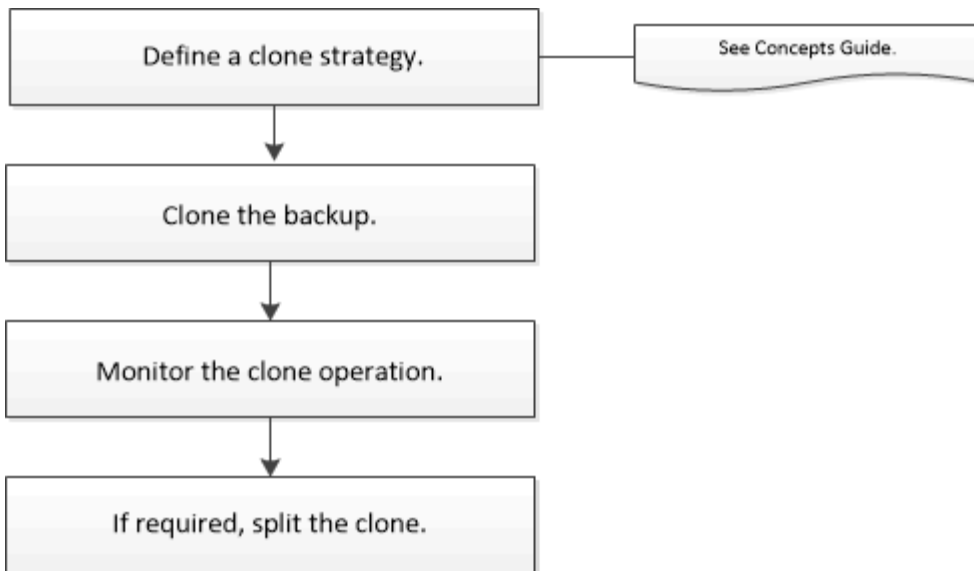 Define a clone strategy.
See Concepts Guide.
Clone the backup.
Monitor the clone operation.
If required, split the clone.